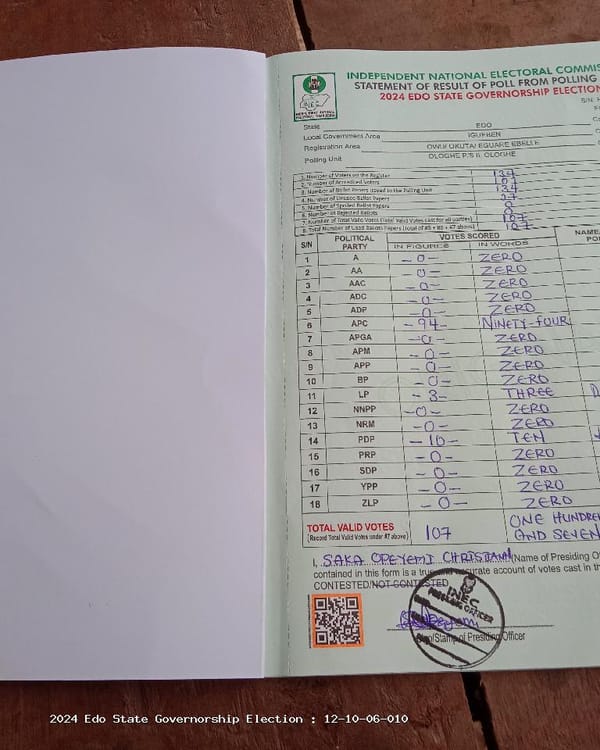 INDEPENDENT NATIONAL ELECTORAL COMMIS
STATEMENT OF RESULT OF POLL FROM POLLING
2024 EDO STATE GOVERNORSHIP ELECTION
State EDO
Local Government Area IGUEBEN
Registration Area OWU/OKUTA/ EGUARE EBELLE
Polling Unit OLOGHE P/S II, OLOGHE
1. Number of Voters on the Register 134
2. Number of Accredited Voters 107
3. Number of Ballot Papers Issued to the Polling Unit 134
4. Number of Unused Ballot Papers 27
5. Number of Spoiled Ballot Papers 0
6. Number of Rejected Ballots 0
7. Number of Total Valid Votes (Total Valid Votes cast for all parties) 107
8. Total Number of Used Ballot Papers (Total of #5 + #6 + #7 above) 107
S/N POLITICAL PARTY VOTES SCORED
IN FIGURES IN WORDS
1 A -0- ZERO
2 AA -0- ZERO
3 AAC -0- ZERO
4 ADC -0- ZERO
5 ADP -0- ZERO
6 APC -94- NINETY-FOUR
7 APGA -0- ZERO
8 APM -0- ZERO
9 APP -0- ZERO
10 BP -0- ZERO
11 LP -3- THREE
12 NNPP -0- ZERO
13 NRM -0- ZERO
14 PDP -10- TEN
15 PRP -0- ZERO
16 SDP -0- ZERO
17 YPP -0- ZERO
18 ZLP -0- ZERO
TOTAL VALID VOTES 107 ONE HUNDRED
(Record Total Valid Votes under #7 above) AND SEVEN
I, SAKA OPEYEMI CHRISTIANA (Name of Presiding Of
contained in this form is a true and accurate account of votes cast in th
CONTESTED/NOT CONTESTED
INEC
PRESIDING OFFICER
Sign/Stamp of Presiding Officer
2024 Edo State Governorship Election : 12-10-06-010